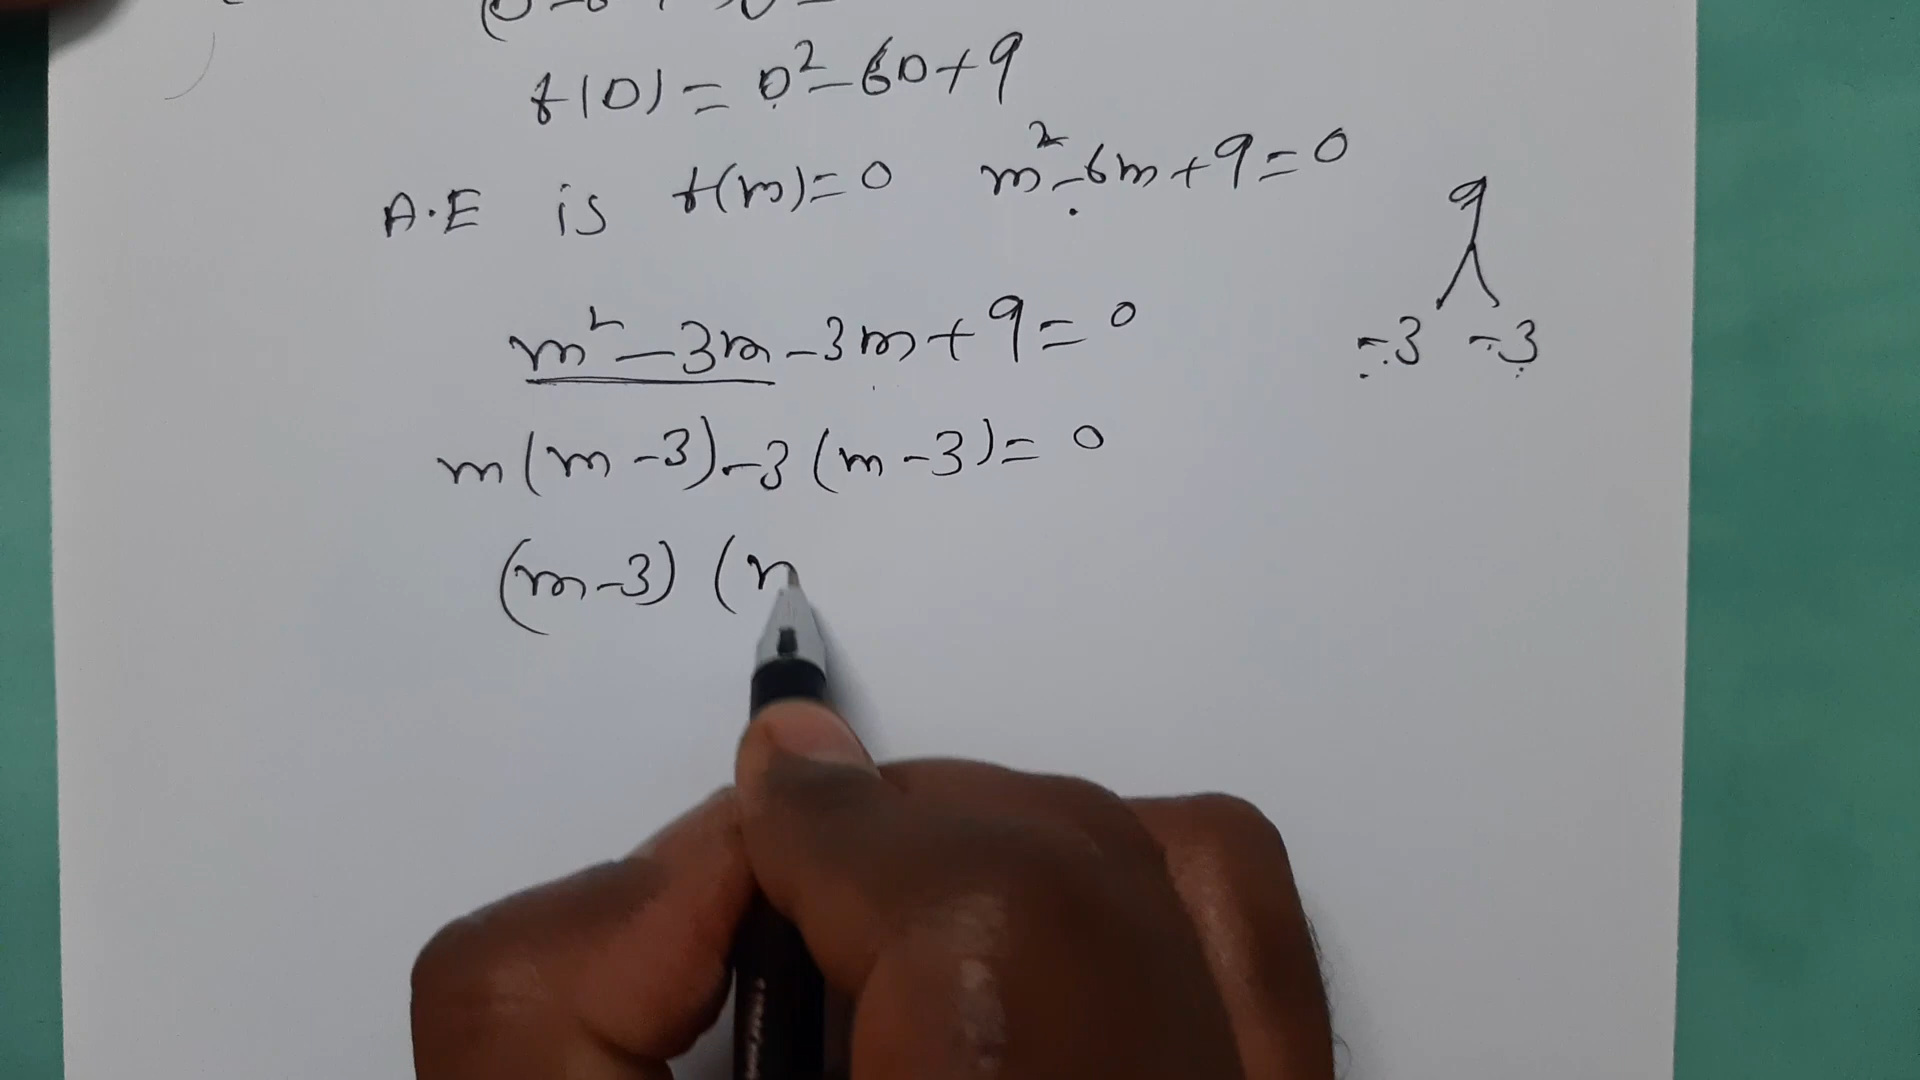 f(D) = D²-6D+9
A.E is f(m)=0 m²-6m+9=0
9
-3 -3
m²-3m-3m+9=0
m(m-3)-3(m-3)=0
(m-3) (m